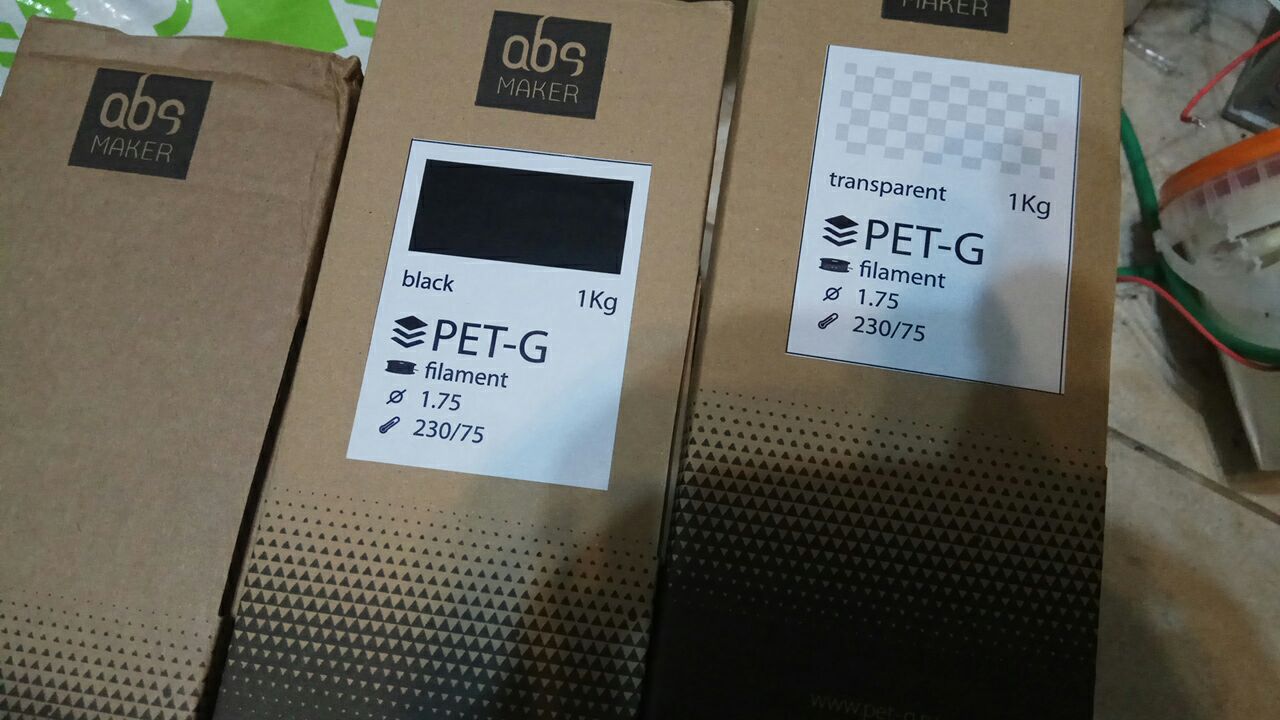 abs
MAKER
abs
MAKER
black
1Kg
PET-G
filament
⌀ 1.75
230/75
MAKER
transparent
1Kg
PET-G
filament
⌀ 1.75
230/75